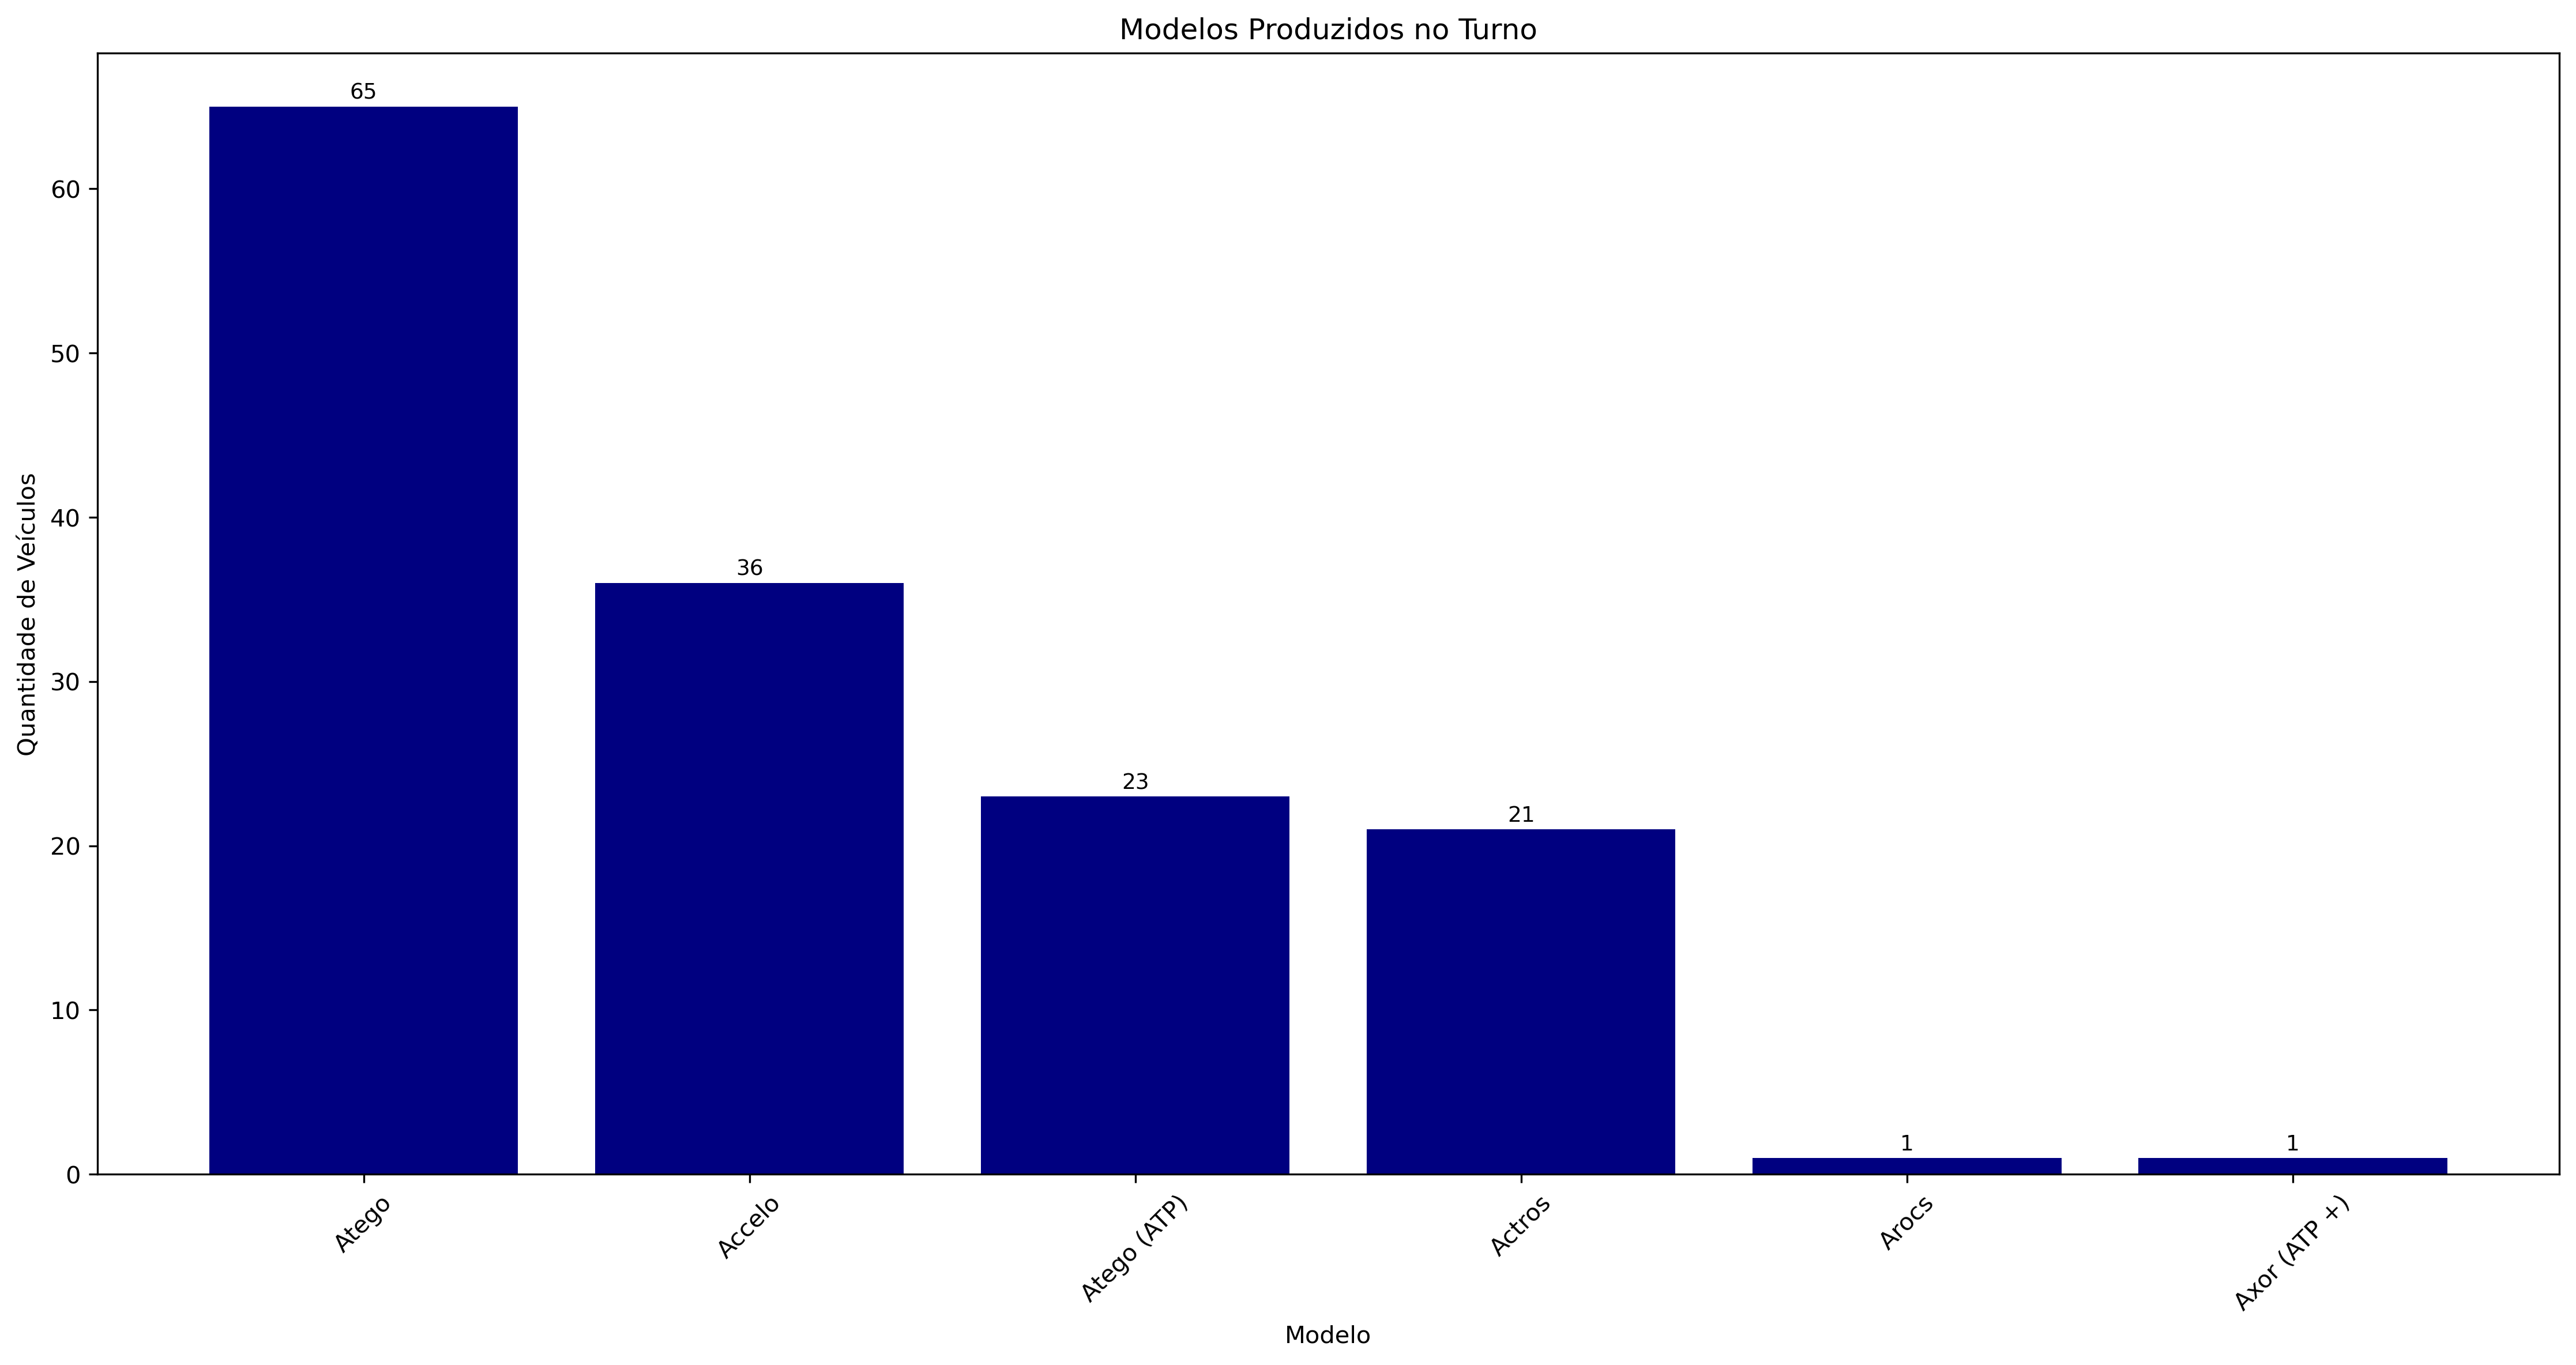 Modelos Produzidos no Turno
Quantidade de Veículos
60
50
40
30
20
10
0
65
36
23
21
1
1
Atego
Accelo
Atego (ATP)
Actros
Arocs
Axor (ATP +)
Modelo